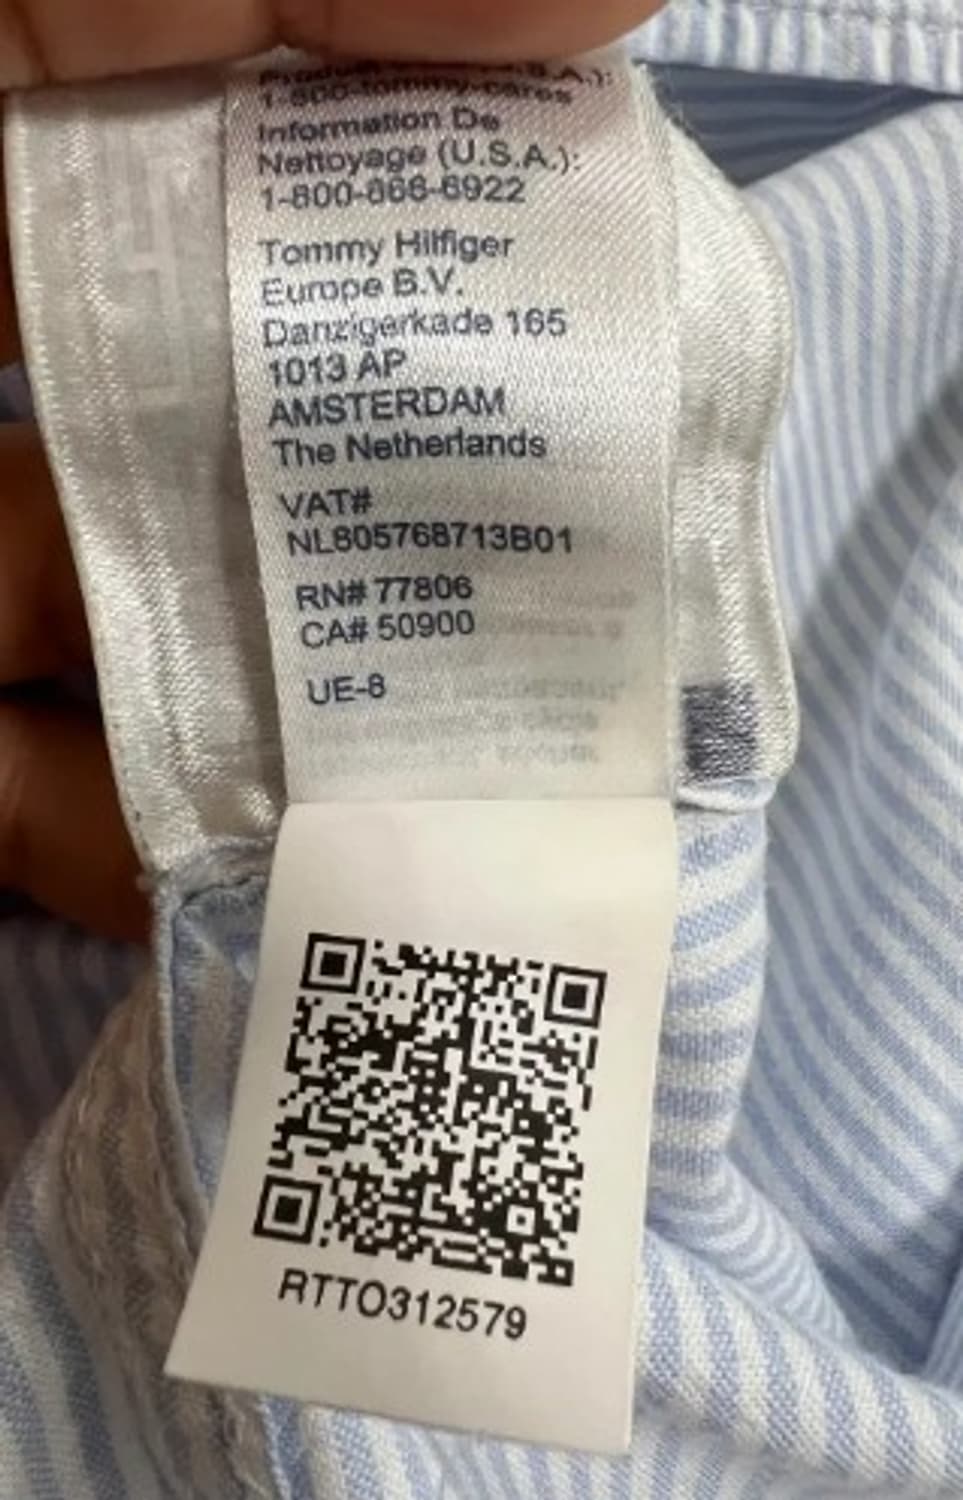 1-800-tommy-cares
Information De
Nettoyage (U.S.A.):
1-800-866-6922
Tommy Hilfiger
Europe B.V.
Danzigerkade 165
1013 AP
AMSTERDAM
The Netherlands
VAT#
NL805768713B01
RN# 77806
CA# 50900
UE-8
RTTO312579